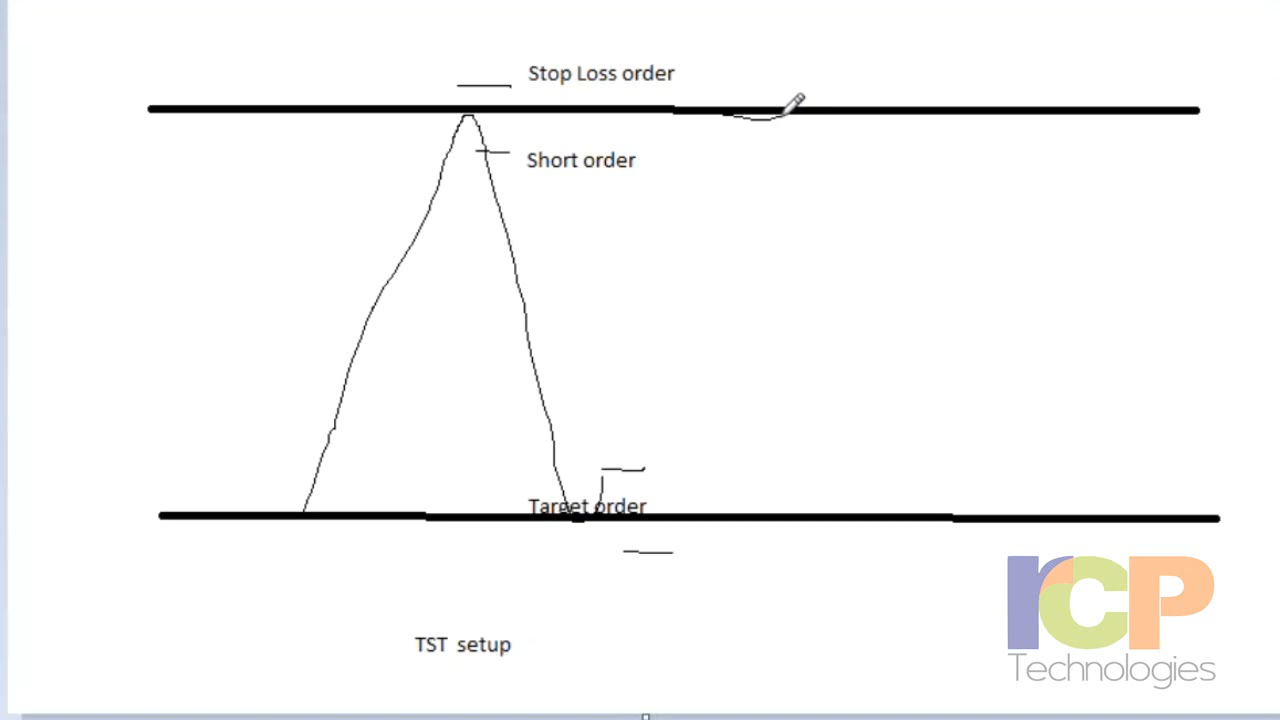 Stop Loss order
Short order
Target order
TST setup
rCP
Technologies